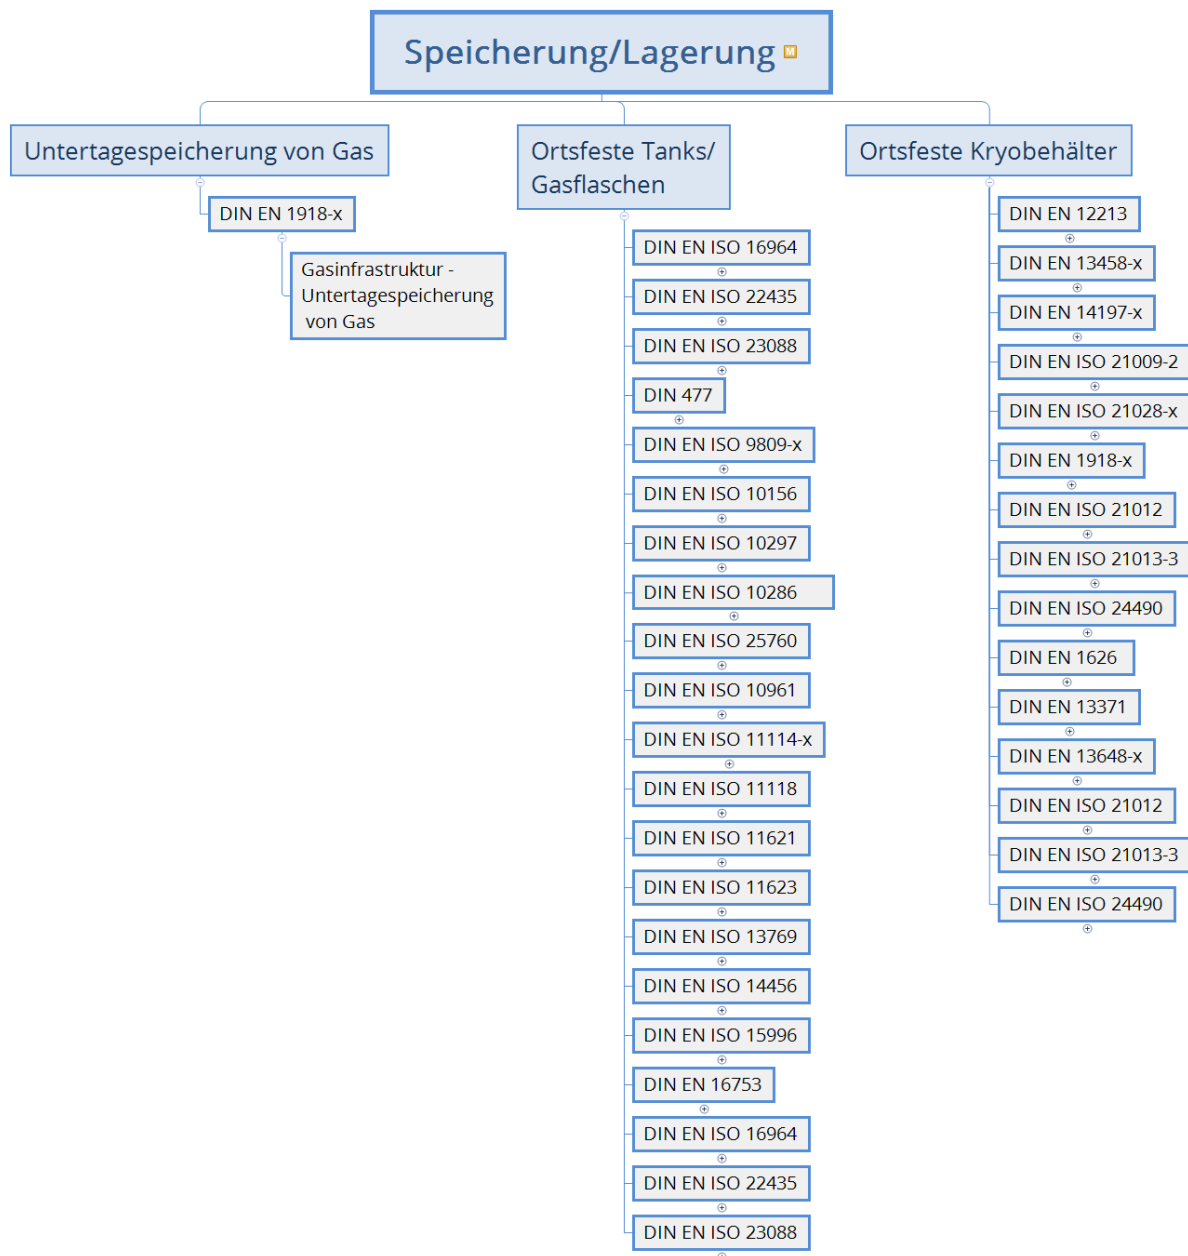 Speicherung/Lagerung
M
Untertagespeicherung von Gas
DIN EN 1918-x
Gasinfrastruktur -
Untertagespeicherung
von Gas
Ortsfeste Tanks/
Gasflaschen
DIN EN ISO 16964
DIN EN ISO 22435
DIN EN ISO 23088
DIN 477
DIN EN ISO 9809-x
DIN EN ISO 10156
DIN EN ISO 10297
DIN EN ISO 10286
DIN EN ISO 25760
DIN EN ISO 10961
DIN EN ISO 11114-x
DIN EN ISO 11118
DIN EN ISO 11621
DIN EN ISO 11623
DIN EN ISO 13769
DIN EN ISO 14456
DIN EN ISO 15996
DIN EN 16753
DIN EN ISO 16964
DIN EN ISO 22435
DIN EN ISO 23088
Ortsfeste Kryobehälter
DIN EN 12213
DIN EN 13458-x
DIN EN 14197-x
DIN EN ISO 21009-2
DIN EN ISO 21028-x
DIN EN 1918-x
DIN EN ISO 21012
DIN EN ISO 21013-3
DIN EN ISO 24490
DIN EN 1626
DIN EN 13371
DIN EN 13648-x
DIN EN ISO 21012
DIN EN ISO 21013-3
DIN EN ISO 24490